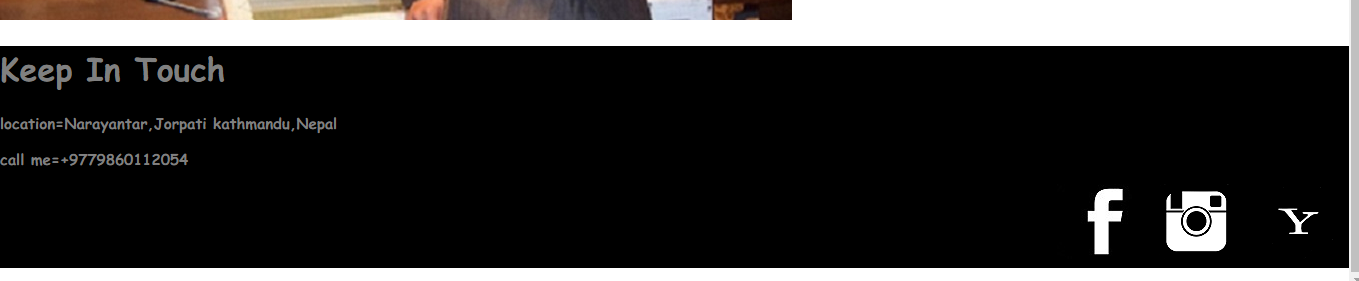 Keep In Touch
location=Narayantar,Jorpati kathmandu,Nepal
call me=+9779860112054
f
Y